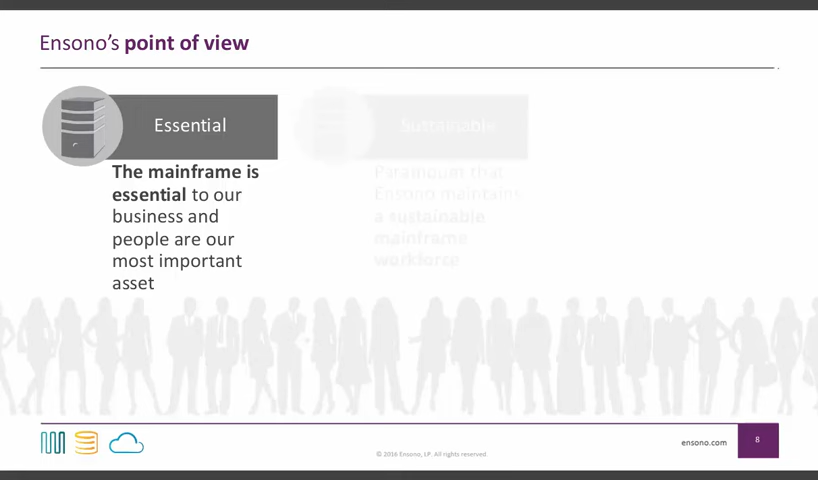 Ensono's point of view
Essential
The mainframe is
essential to our
business and
people are our
most important
asset
Sustainable
Paramount that
Ensono maintains
a sustainable
mainframe
workforce
© 2016 Ensono, LP. All rights reserved.
ensono.com
8